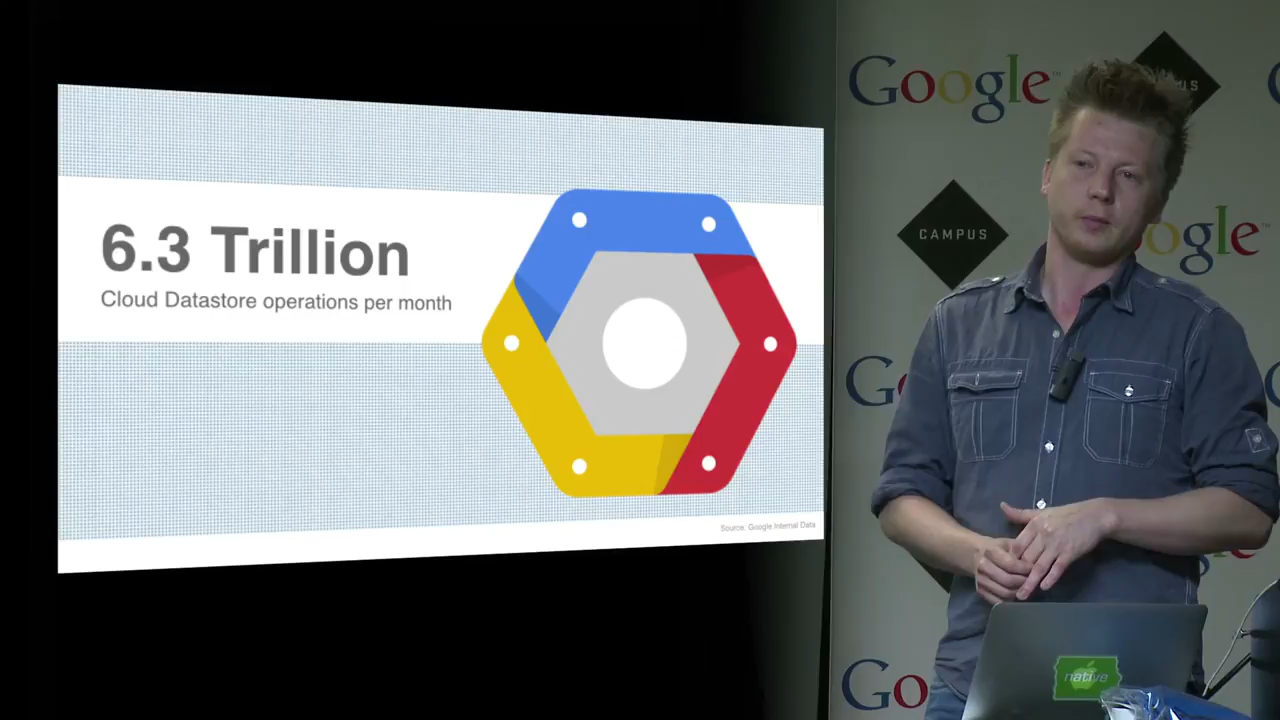 6.3 Trillion
Cloud Datastore operations per month
Source: Google Internal Data
Google
CAMPUS
Google
native